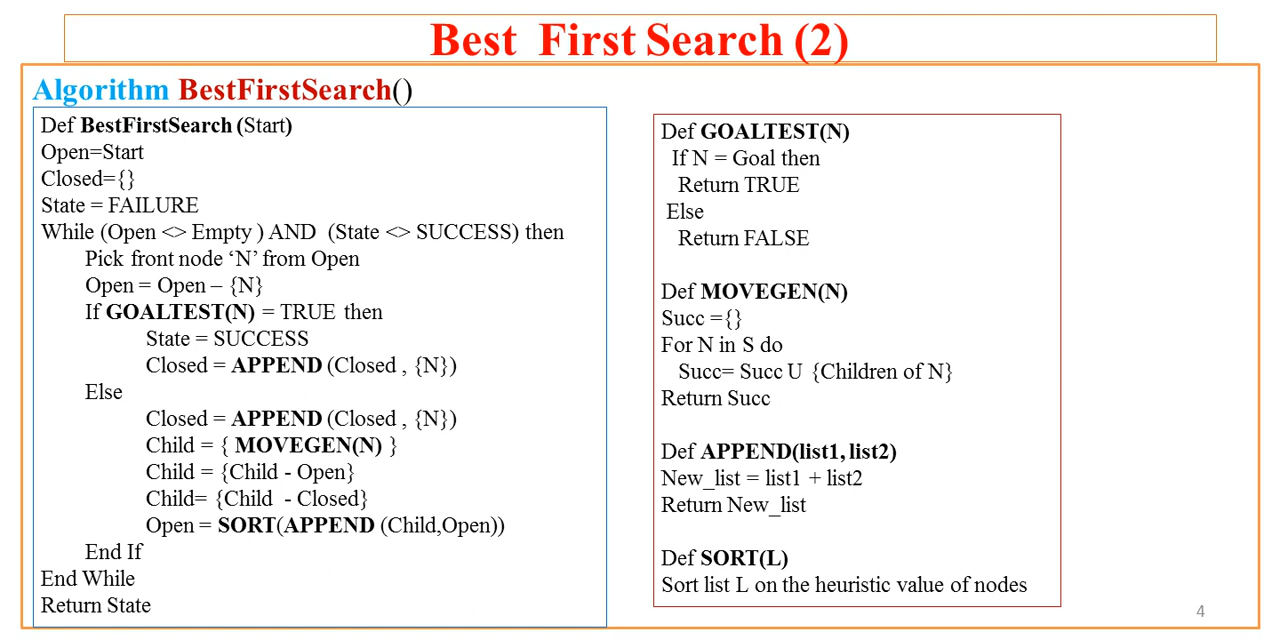 Best First Search (2)
Algorithm BestFirstSearch()
Def BestFirstSearch (Start)
Open=Start
Closed={}
State = FAILURE
While (Open <> Empty ) AND (State <> SUCCESS) then
Pick front node ‘N’ from Open
Open = Open – {N}
If GOALTEST(N) = TRUE then
State = SUCCESS
Closed = APPEND (Closed , {N})
Else
Closed = APPEND (Closed , {N})
Child = { MOVEGEN(N) }
Child = {Child - Open}
Child= {Child - Closed}
Open = SORT(APPEND (Child,Open))
End If
End While
Return State
Def GOALTEST(N)
If N = Goal then
Return TRUE
Else
Return FALSE
Def MOVEGEN(N)
Succ ={}
For N in S do
Succ= Succ U {Children of N}
Return Succ
Def APPEND(list1, list2)
New_list = list1 + list2
Return New_list
Def SORT(L)
Sort list L on the heuristic value of nodes
4